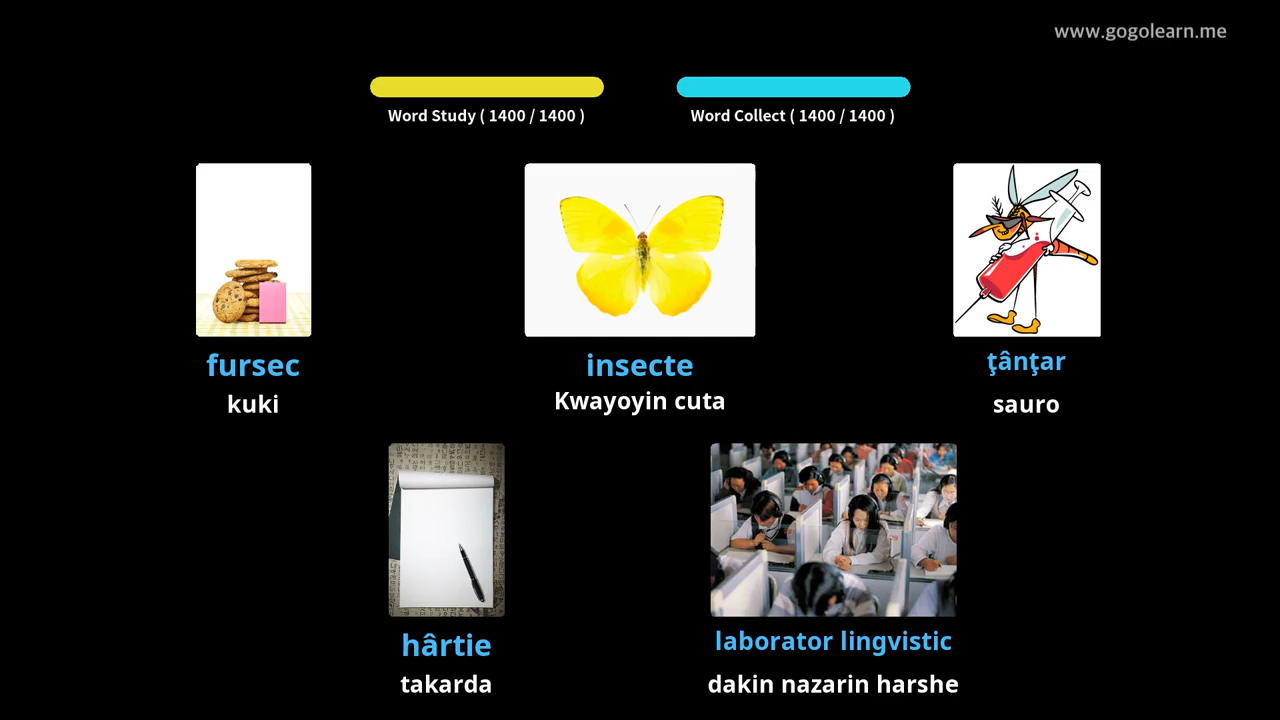 www.gogolearn.me
Word Study ( 1400 / 1400 )
Word Collect ( 1400 / 1400 )
fursec
kuki
insecte
Kwayoyin cuta
ţânţar
sauro
hârtie
takarda
laborator lingvistic
dakin nazarin harshe